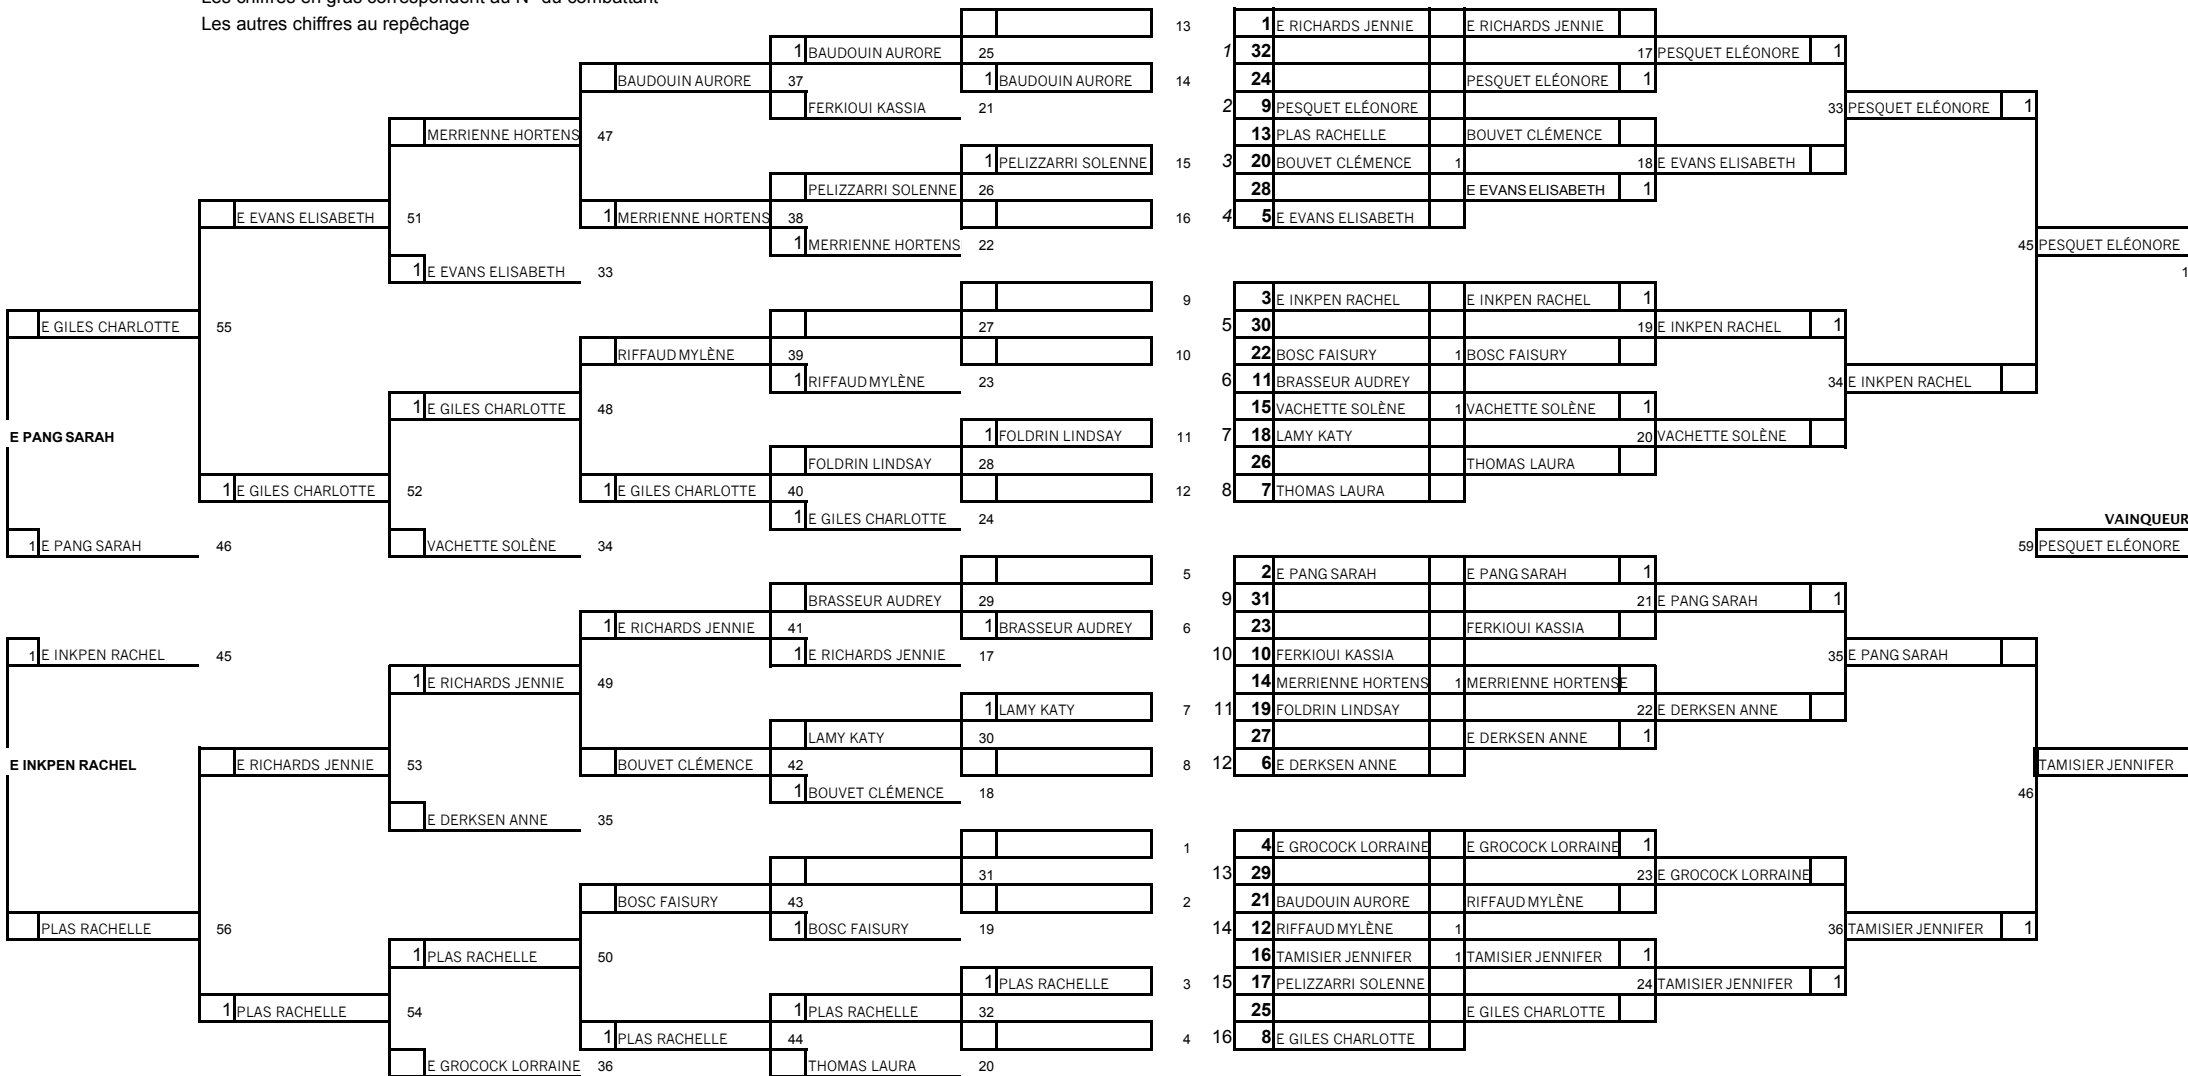 Les autres chiffres au repêchage
13 1 E RICHARDS JENNIE E RICHARDS JENNIE
1 BAUDOUIN AURORE 25 1 32 17 PESQUET ELÉONORE 1
BAUDOUIN AURORE 37 1 BAUDOUIN AURORE 14 24 PESQUET ELÉONORE 1
FERKIOUI KASSIA 21 2 9 PESQUET ELÉONORE 33 PESQUET ELÉONORE 1
MERRIENNE HORTENS 47 13 PLAS RACHELLE BOUVET CLÉMENCE
1 PELIZZARRI SOLENNE 15 3 20 BOUVET CLÉMENCE 1 18 E EVANS ELISABETH
PELIZZARRI SOLENNE 26 28 E EVANS ELISABETH 1
E EVANS ELISABETH 51 1 MERRIENNE HORTENS 38 16 4 5 E EVANS ELISABETH
1 MERRIENNE HORTENS 22 45 PESQUET ELÉONORE
1 E EVANS ELISABETH 33 1
9 3 E INKPEN RACHEL E INKPEN RACHEL 1
E GILES CHARLOTTE 55 27 5 30 19 E INKPEN RACHEL 1
RIFFAUD MYLÈNE 39 10 22 BOSC FAISURY 1 BOSC FAISURY
1 RIFFAUD MYLÈNE 23 6 11 BRASSEUR AUDREY 34 E INKPEN RACHEL
1 E GILES CHARLOTTE 48 15 VACHETTE SOLÈNE 1 VACHETTE SOLÈNE 1
E PANG SARAH 1 FOLDRIN LINDSAY 11 7 18 LAMY KATY 20 VACHETTE SOLÈNE
FOLDRIN LINDSAY 28 26 THOMAS LAURA
1 E GILES CHARLOTTE 52 1 E GILES CHARLOTTE 40 12 8 7 THOMAS LAURA
1 E GILES CHARLOTTE 24 VAINQUEUR
1 E PANG SARAH 46 VACHETTE SOLÈNE 34 59 PESQUET ELÉONORE
5 2 E PANG SARAH E PANG SARAH 1
BRASSEUR AUDREY 29 9 31 21 E PANG SARAH 1
1 E RICHARDS JENNIE 41 1 BRASSEUR AUDREY 6 23 FERKIOUI KASSIA
1 E INKPEN RACHEL 45 1 E RICHARDS JENNIE 17 10 10 FERKIOUI KASSIA 35 E PANG SARAH
1 E RICHARDS JENNIE 49 14 MERRIENNE HORTENS 1 MERRIENNE HORTENSE
1 LAMY KATY 7 11 19 FOLDRIN LINDSAY 22 E DERKSEN ANNE
LAMY KATY 30 27 E DERKSEN ANNE 1
E INKPEN RACHEL E RICHARDS JENNIE 53 BOUVET CLÉMENCE 42 8 12 6 E DERKSEN ANNE TAMISIER JENNIFER
1 BOUVET CLÉMENCE 18 46
E DERKSEN ANNE 35
1 4 E GROCOCK LORRAINE E GROCOCK LORRAINE 1
31 13 29 23 E GROCOCK LORRAINE
BOSC FAISURY 43 2 21 BAUDOUIN AURORE RIFFAUD MYLÈNE
PLAS RACHELLE 56 1 BOSC FAISURY 19 14 12 RIFFAUD MYLÈNE 1 36 TAMISIER JENNIFER 1
1 PLAS RACHELLE 50 16 TAMISIER JENNIFER 1 TAMISIER JENNIFER 1
1 PLAS RACHELLE 3 15 17 PELIZZARRI SOLENNE 24 TAMISIER JENNIFER 1
1 PLAS RACHELLE 54 1 PLAS RACHELLE 32 25 E GILES CHARLOTTE
1 PLAS RACHELLE 44 4 16 8 E GILES CHARLOTTE
E GROCOCK LORRAINE 36 THOMAS LAURA 20